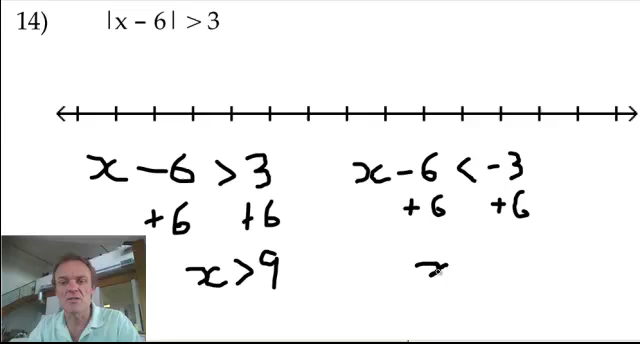 14) |x – 6| > 3
x – 6 > 3 x – 6 < -3
+6 +6 +6 +6
x > 9 x